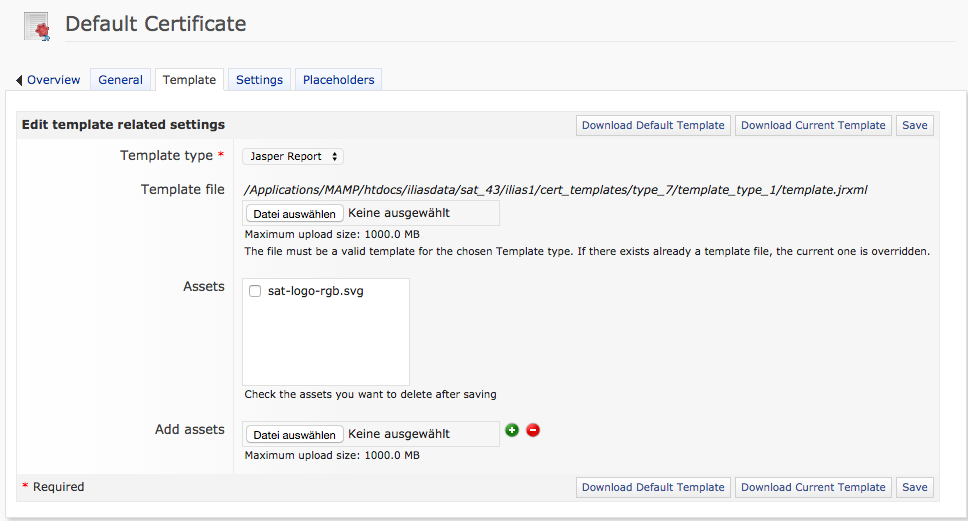 Default Certificate
Overview General Template Settings Placeholders
Edit template related settings Download Default Template Download Current Template Save
Template type * Jasper Report
Template file /Applications/MAMP/htdocs/iliasdata/sat_43/ilias1/cert_templates/type_7/template_type_1/template.jrxml
Datei auswählen Keine ausgewählt
Maximum upload size: 1000.0 MB
The file must be a valid template for the chosen Template type. If there exists already a template file, the current one is overridden.
Assets sat-logo-rgb.svg
Check the assets you want to delete after saving
Add assets Datei auswählen Keine ausgewählt
Maximum upload size: 1000.0 MB
* Required Download Default Template Download Current Template Save